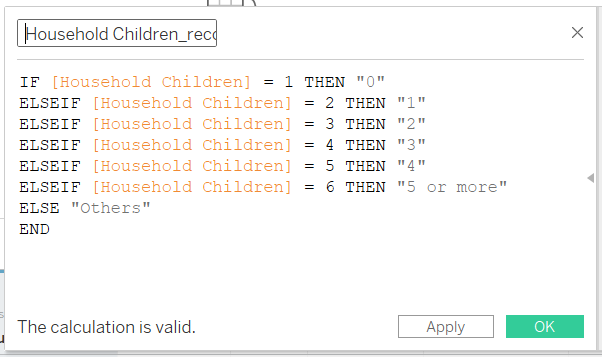 Household Children_rec
IF [Household Children] = 1 THEN "0"
ELSEIF [Household Children] = 2 THEN "1"
ELSEIF [Household Children] = 3 THEN "2"
ELSEIF [Household Children] = 4 THEN "3"
ELSEIF [Household Children] = 5 THEN "4"
ELSEIF [Household Children] = 6 THEN "5 or more"
ELSE "Others"
END
The calculation is valid.
Apply
OK